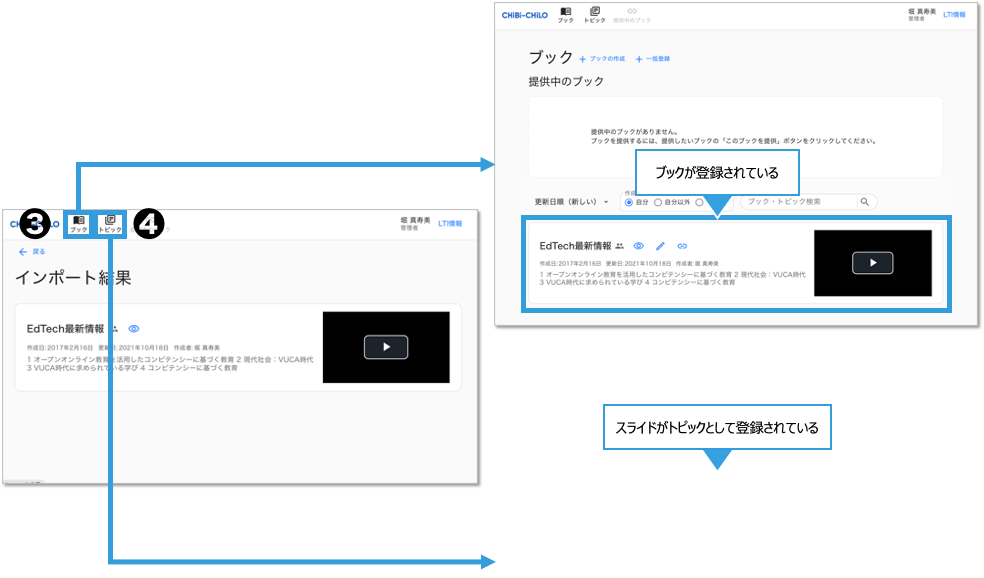 CHiBi-CHiLO
ブック
トピック
提供中のブック
堀 真寿美
管理者
LTI情報
ブック
+ ブックの作成
+ 一括登録
提供中のブック
提供中のブックがありません。
ブックを提供するには、提供したいブックの「このブックを提供」ボタンをクリックしてください。
ブックが登録されている
更新日順（新しい）
自分
自分以外
ブック・トピック検索
EdTech最新情報
作成日:2017年2月16日 更新日:2021年10月18日 作成者:堀 真寿美
1 オープンオンライン教育を活用したコンピテンシーに基づく教育 2 現代社会：VUCA時代
3 VUCA時代に求められている学び 4 コンピテンシーに基づく教育
❸
ブック
トピック
❹
堀 真寿美
管理者
LTI情報
戻る
インポート結果
EdTech最新情報
作成日:2017年2月16日 更新日:2021年10月18日 作成者:堀 真寿美
1 オープンオンライン教育を活用したコンピテンシーに基づく教育 2 現代社会：VUCA時代
3 VUCA時代に求められている学び 4 コンピテンシーに基づく教育
スライドがトピックとして登録されている